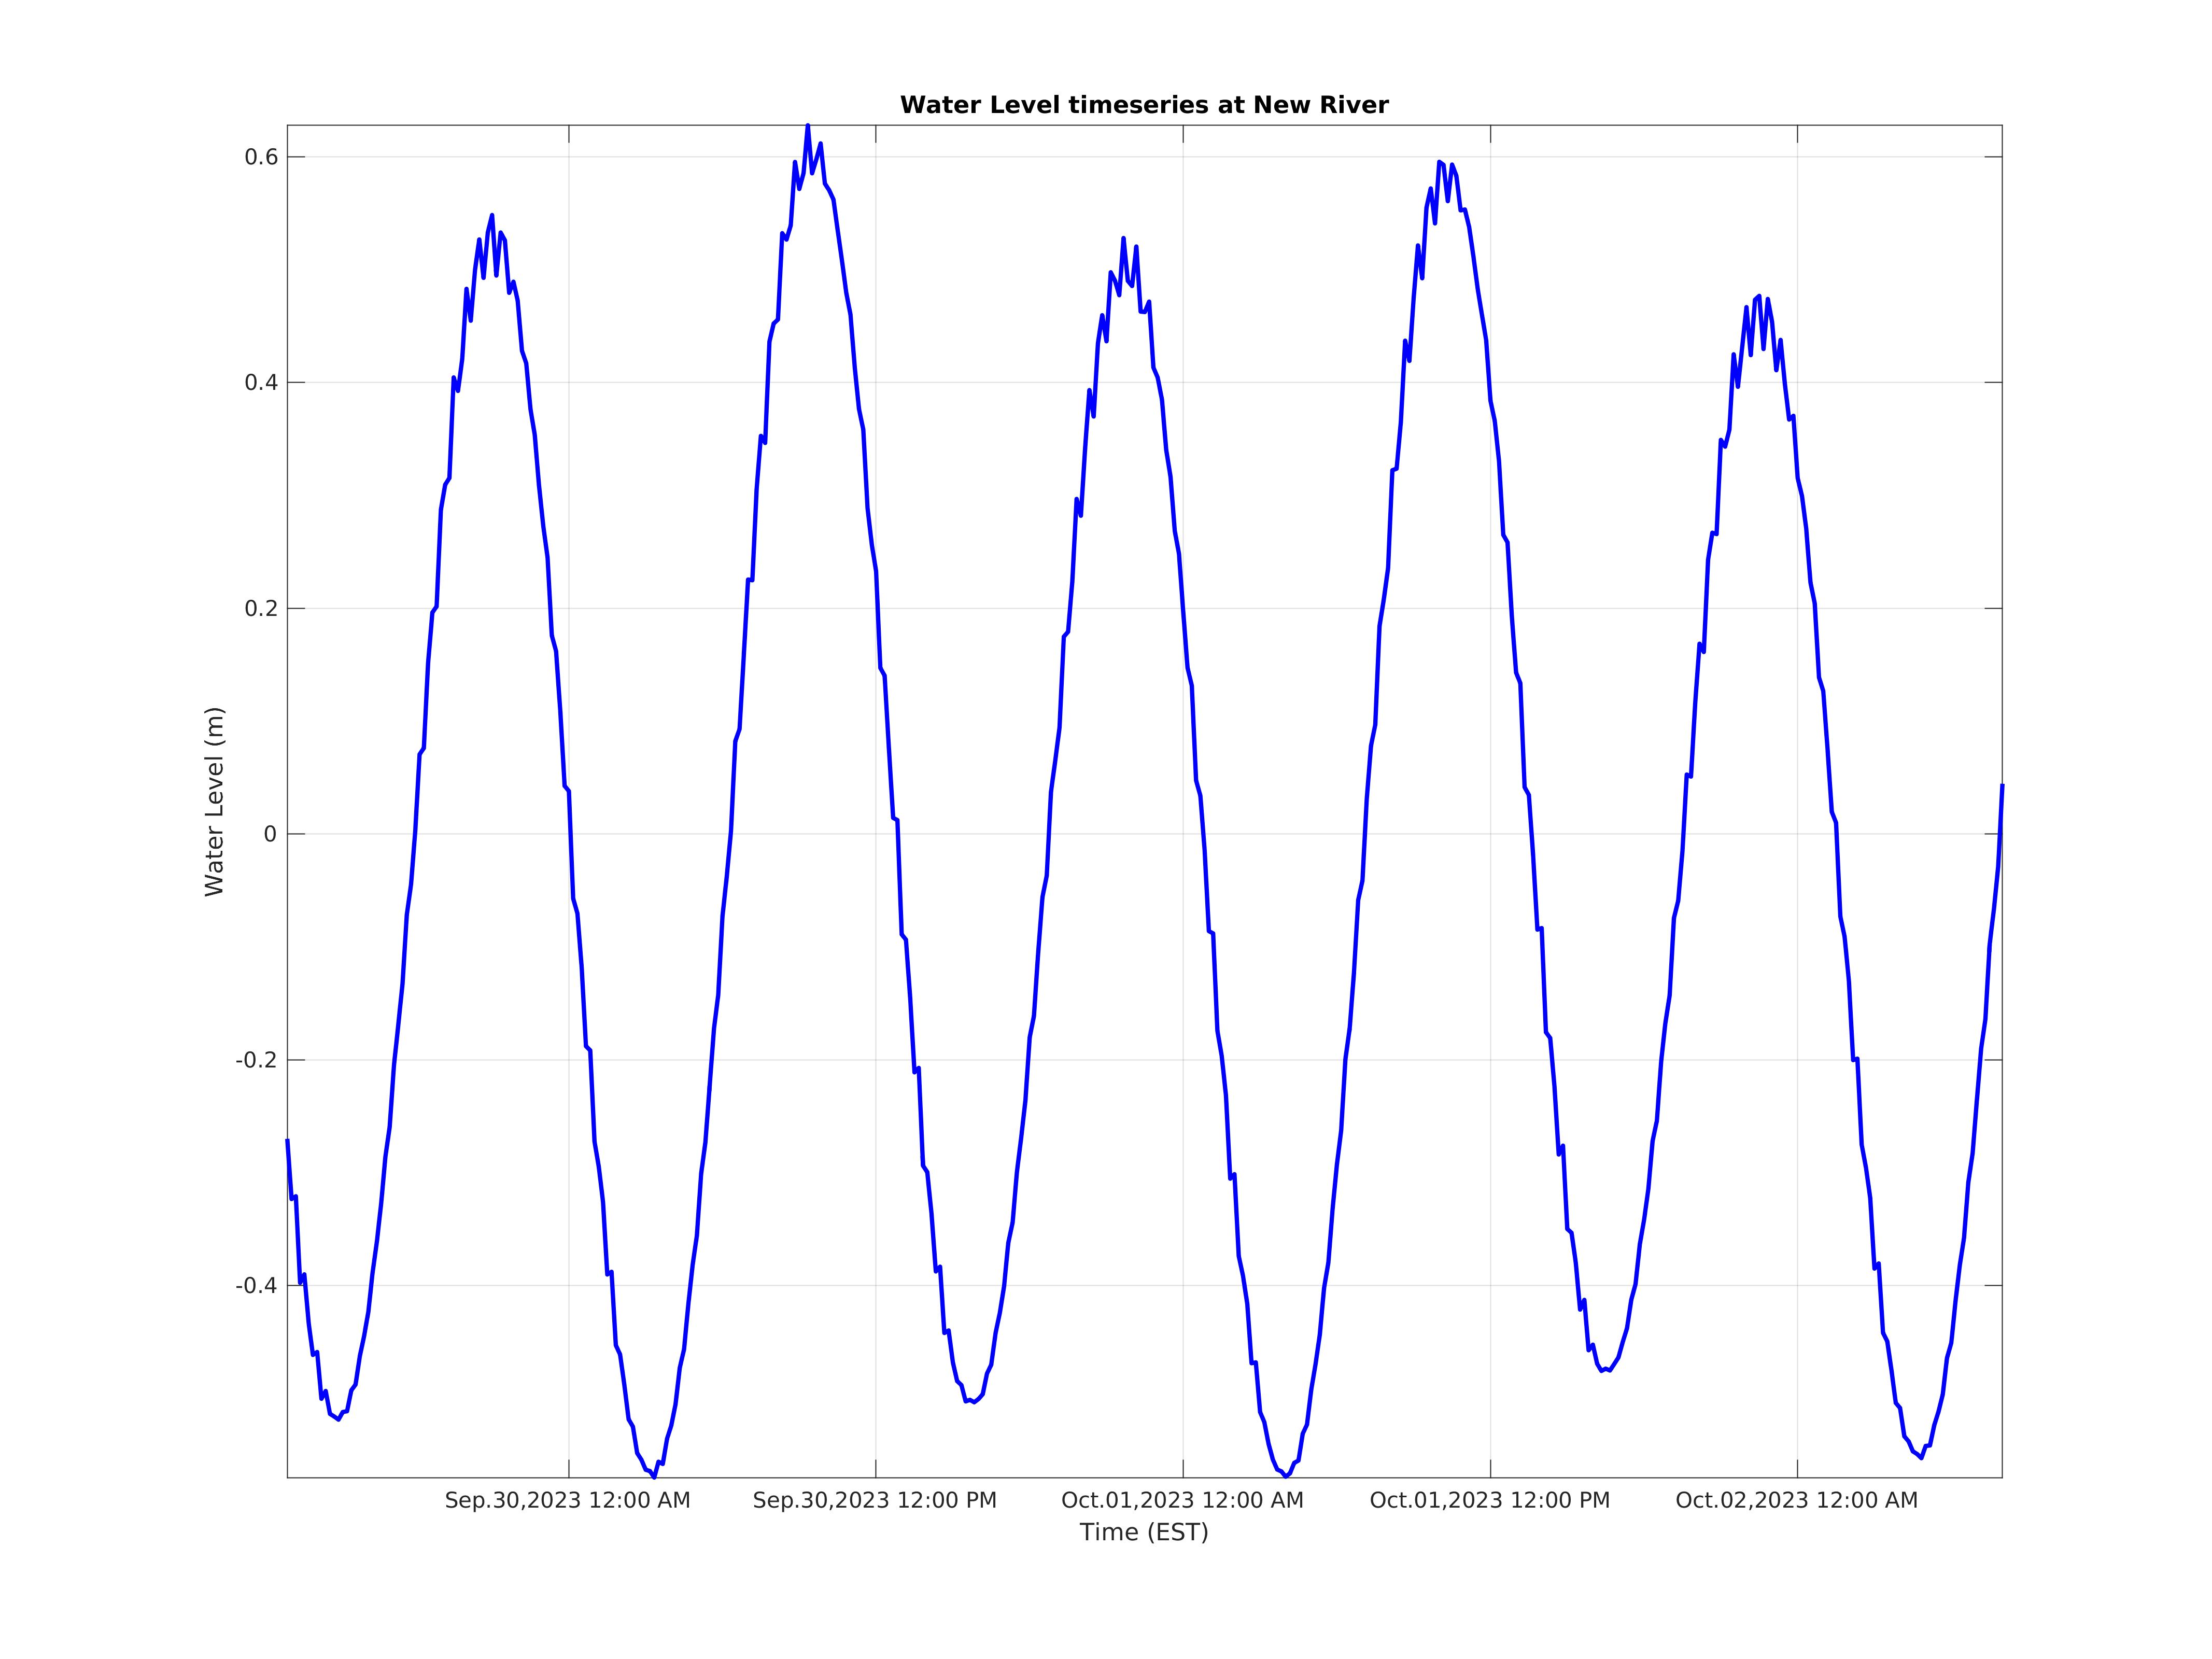 Water Level timeseries at New River
0.6
0.4
0.2
0
-0.2
-0.4
Water Level (m)
Sep.30,2023 12:00 AM
Sep.30,2023 12:00 PM
Oct.01,2023 12:00 AM
Oct.01,2023 12:00 PM
Oct.02,2023 12:00 AM
Time (EST)